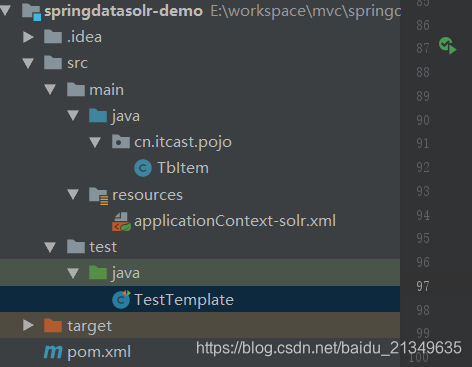 springdatasolr-demo E:\workspace\mvc\springd
.idea
src
main
java
cn.itcast.pojo
TbItem
resources
applicationContext-solr.xml
test
java
TestTemplate
target
pom.xml
86
87
88
89
90
91
92
93
94
95
96
97
98
99
100
https://blog.csdn.net/baidu_21349635